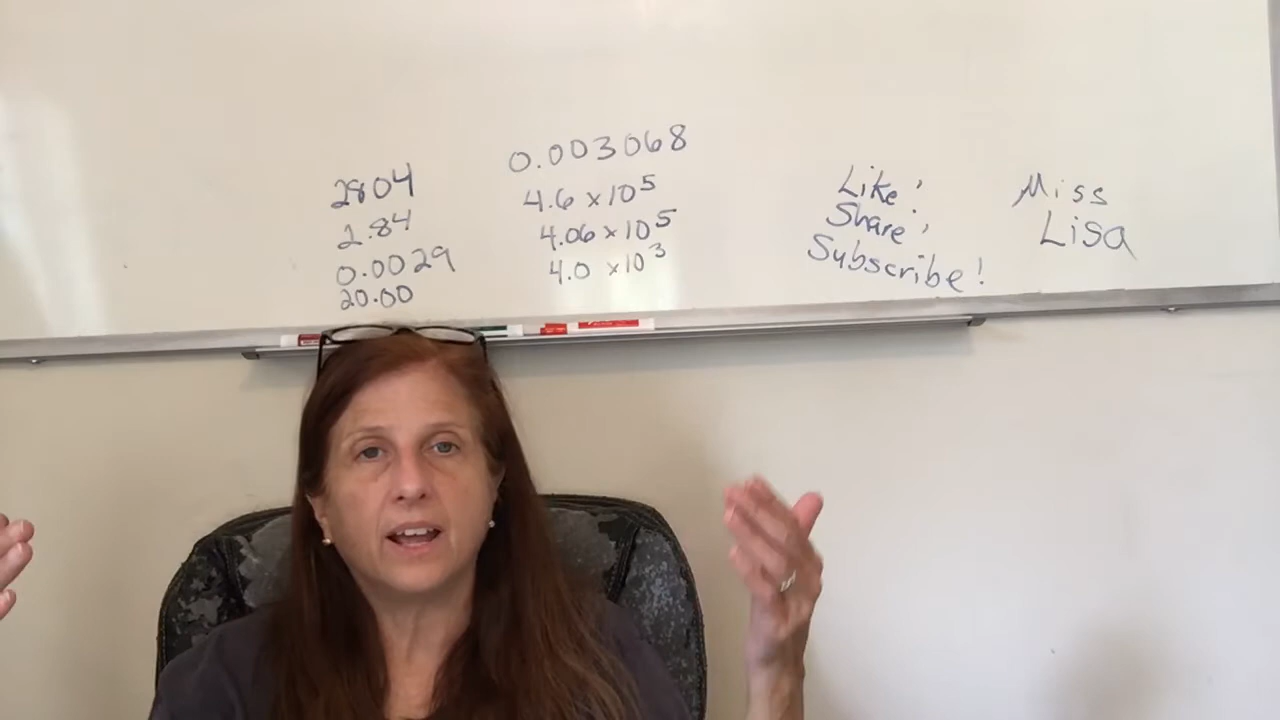 2804
2.84
0.0029
20.00
0.003068
4.6 x 10⁵
4.06 x 10⁵
4.0 x 10³
Like!
Share!
Subscribe!
Miss
Lisa